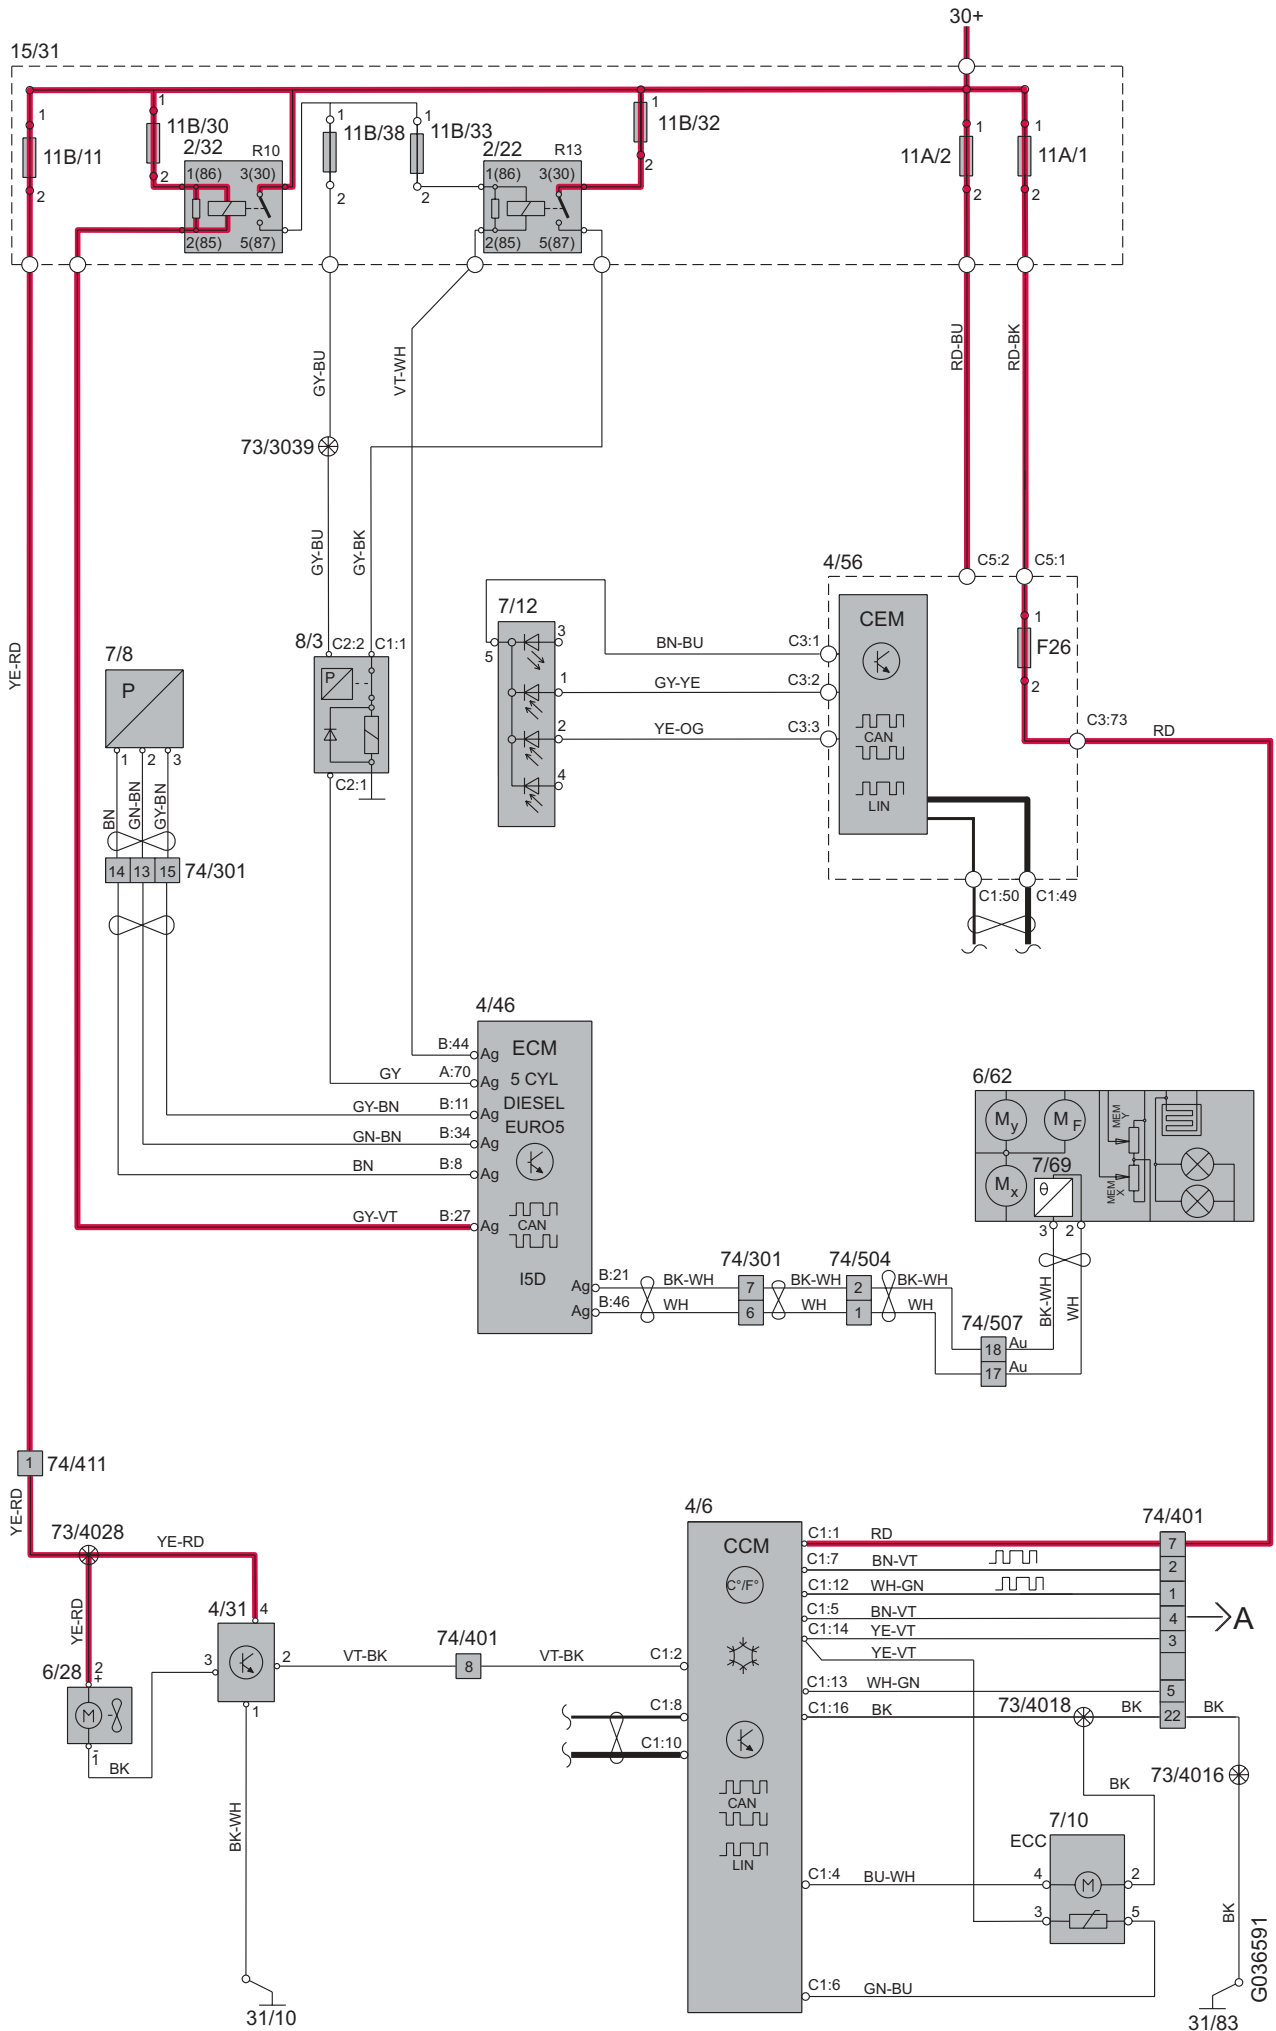 30+
15/31
1
11B/11
2
1
11B/30
2
2/32
R10
1(86)
3(30)
2(85)
5(87)
1
11B/38
2
1
11B/33
2
2/22
R13
1(86)
3(30)
2(85)
5(87)
1
11B/32
2
1
11A/2
2
1
11A/1
2
GY-BU
VT-WH
RD-BU
RD-BK
73/3039
GY-BU
GY-BK
YE-RD
4/56
C5:2
C5:1
CEM
CAN
LIN
1
F26
2
C3:73
RD
C3:1
C3:2
C3:3
BN-BU
GY-YE
YE-OG
C1:50
C1:49
7/12
5
3
1
2
4
8/3
C2:2
C1:1
P
C2:1
7/8
P
1
2
3
BN
GN-BN
GY-BN
14
13
15
74/301
4/46
B:44
Ag
ECM
GY
A:70
Ag
5 CYL
GY-BN
B:11
Ag
DIESEL
EURO5
GN-BN
B:34
Ag
BN
B:8
Ag
GY-VT
B:27
Ag
CAN
I5D
Ag
B:21
Ag
B:46
BK-WH
WH
74/301
7
6
BK-WH
WH
74/504
2
1
BK-WH
WH
74/507
18
Au
17
Au
BK-WH
WH
6/62
My
MF
Mx
7/69
θ
MEM
Y
MEM
X
3
2
1
74/411
YE-RD
73/4028
YE-RD
YE-RD
4/31
4
3
2
1
6/28
2
+
M
-
1
BK
BK-WH
31/10
VT-BK
74/401
8
VT-BK
4/6
CCM
C°/F°
CAN
LIN
C1:2
C1:8
C1:10
C1:1
RD
C1:7
BN-VT
C1:12
WH-GN
C1:5
BN-VT
C1:14
YE-VT
YE-VT
C1:13
WH-GN
C1:16
BK
74/401
7
2
1
4
3
5
22
A
73/4018
BK
BK
BK
73/4016
7/10
ECC
4
M
2
3
5
C1:4
BU-WH
C1:6
GN-BU
BK
31/83
G036591